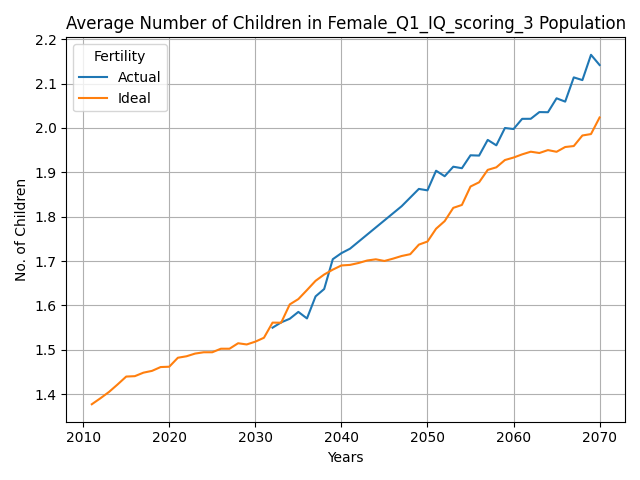 Average Number of Children in Female_Q1_IQ_scoring_3 Population
Fertility
Actual
Ideal
No. of Children
2.2
2.1
2.0
1.9
1.8
1.7
1.6
1.5
1.4
2010 2020 2030 2040 2050 2060 2070
Years